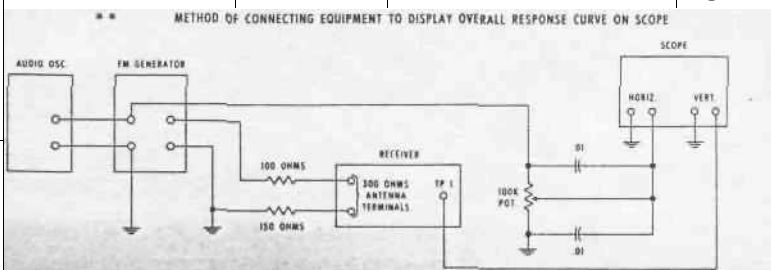 ** METHOD OF CONNECTING EQUIPMENT TO DISPLAY OVERALL RESPONSE CURVE ON SCOPE
SCOPE
AUDIO OSC.
FM GENERATOR
HORIZ.
VERT.
RECEIVER
.01
100 OHMS
300 OHMS
ANTENNA
TERMINALS
TP 1
100K
POT.
150 OHMS
.01